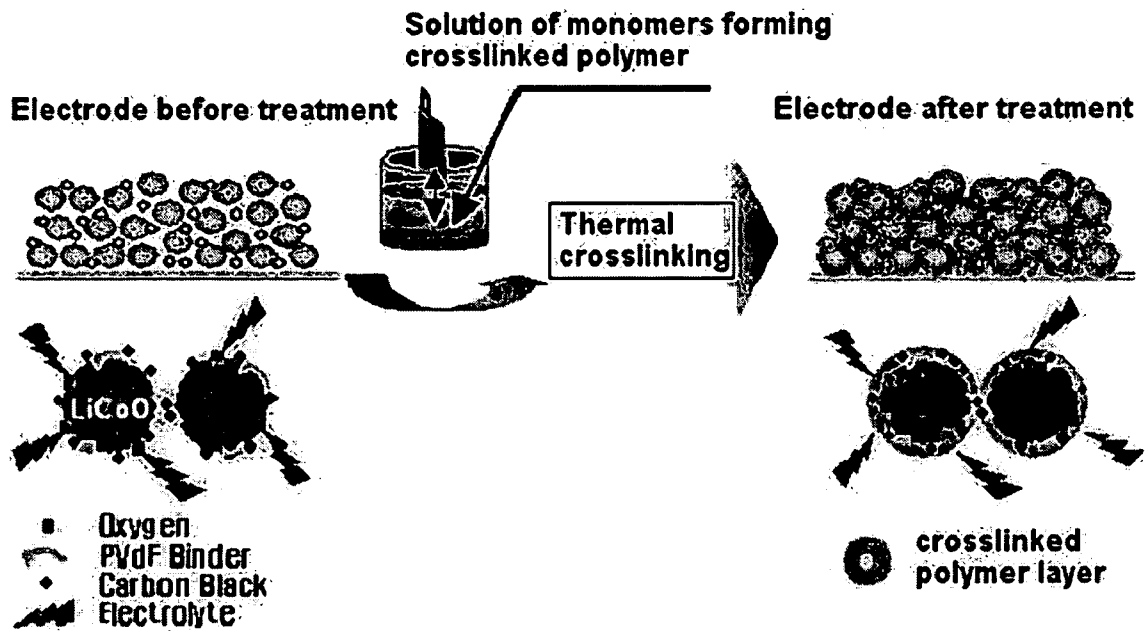 Solution of monomers forming
crosslinked polymer
Electrode before treatment
Electrode after treatment
Thermal
crosslinking
LiCoO
Oxygen
PVdF Binder
Carbon Black
Electrolyte
crosslinked
polymer layer